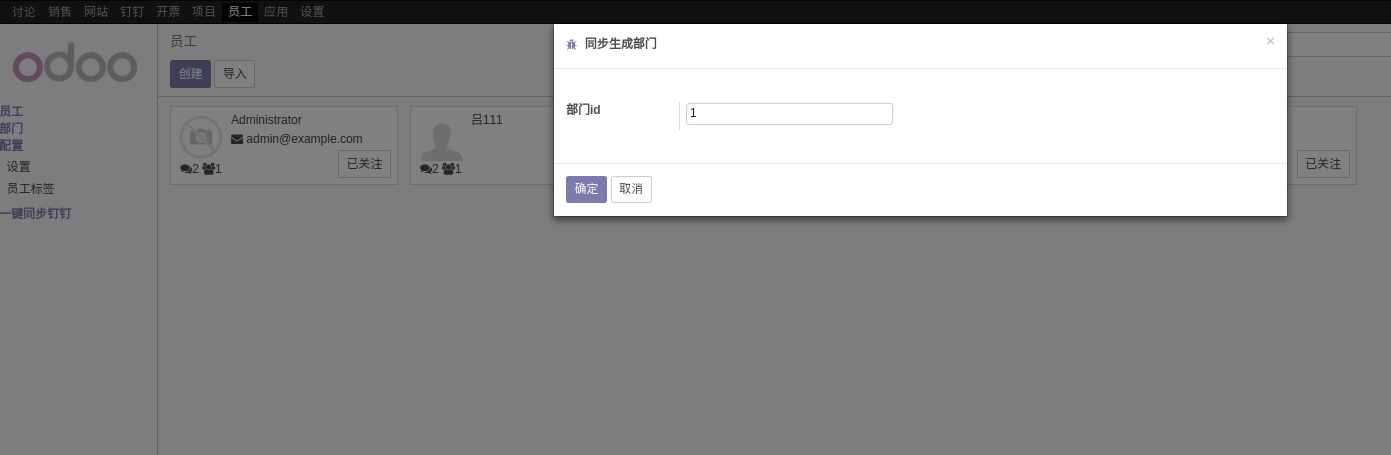 讨论 销售 网站 钉钉 开票 项目 员工 应用 设置
odoo
员工
部门
配置
设置
员工标签
一键同步钉钉
员工
创建 导入
Administrator
admin@example.com
2 1
已关注
吕111
2 1
已关注
同步生成部门 ×
部门id 1
确定 取消